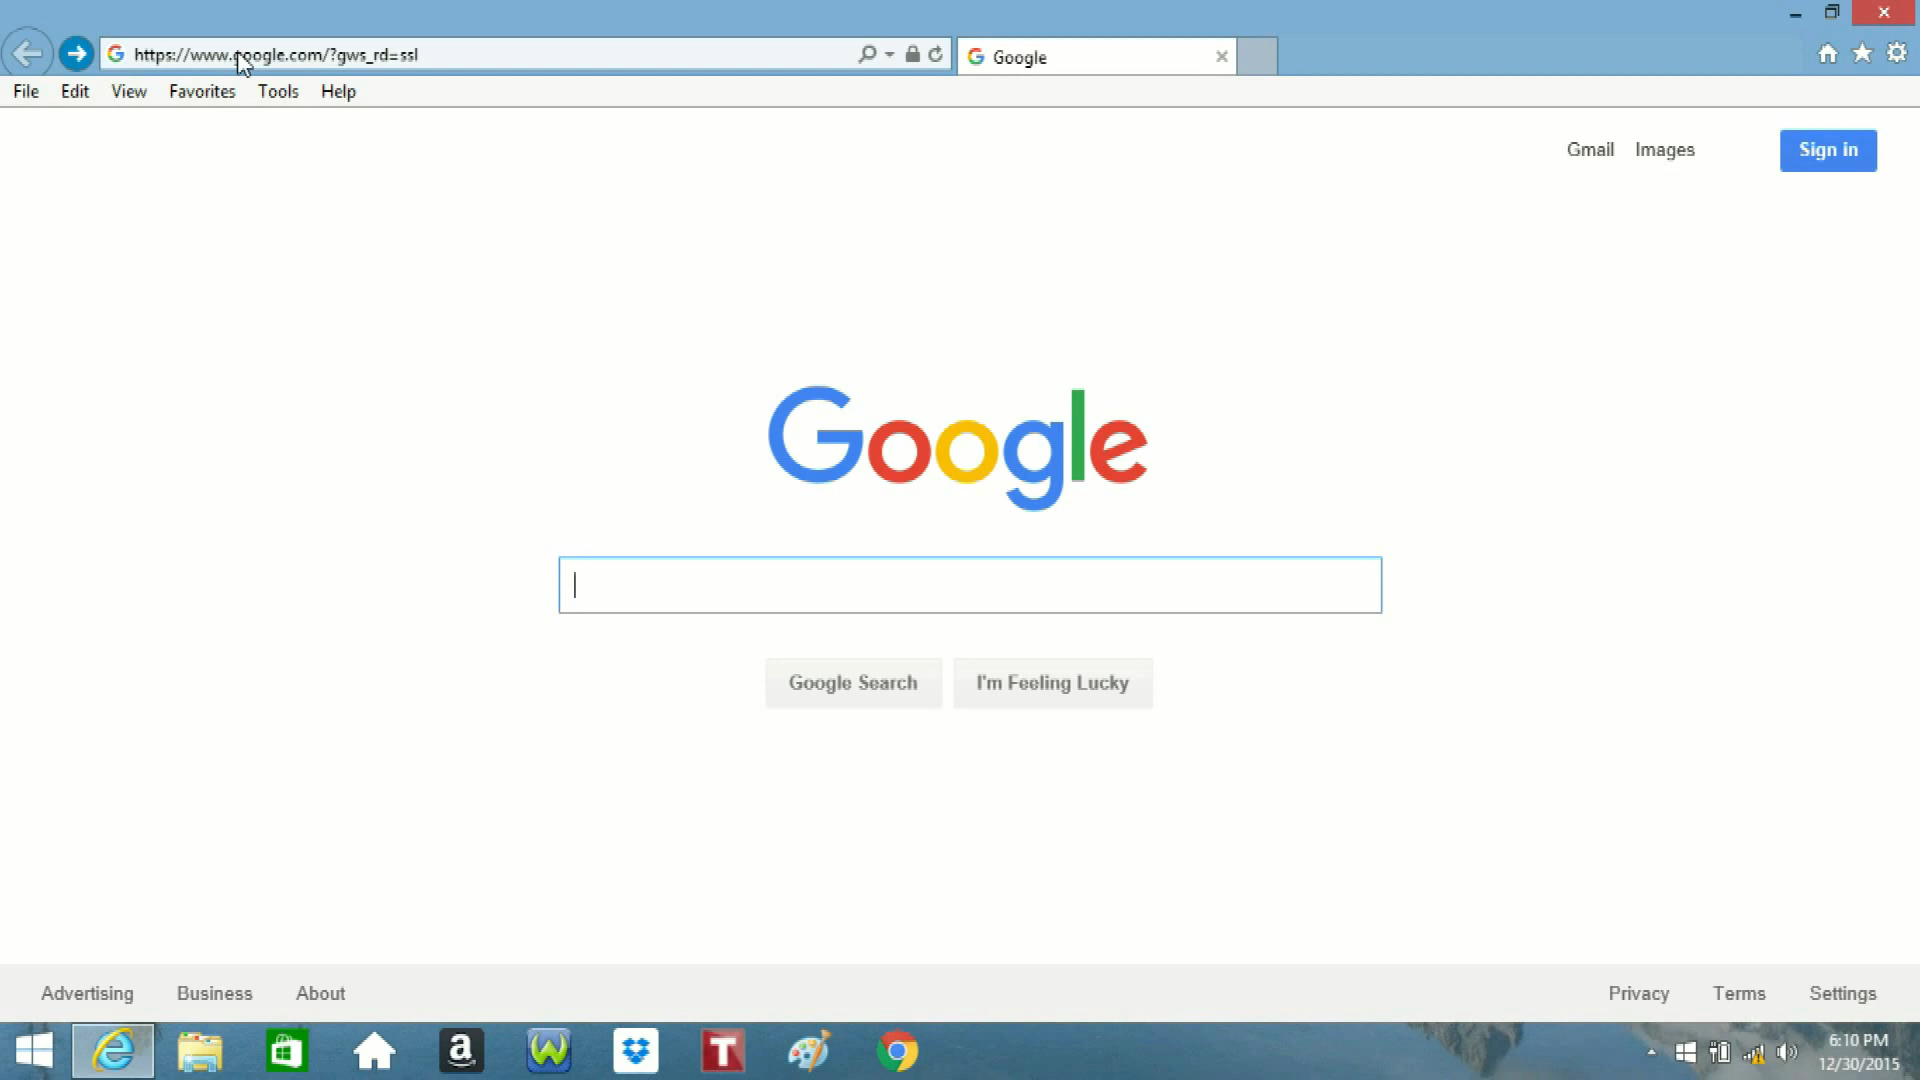 https://www.google.com/?gws_rd=ssl
Google
File Edit View Favorites Tools Help
Gmail Images Sign in
Google
Google Search I'm Feeling Lucky
Advertising Business About Privacy Terms Settings
6:10 PM
12/30/2015